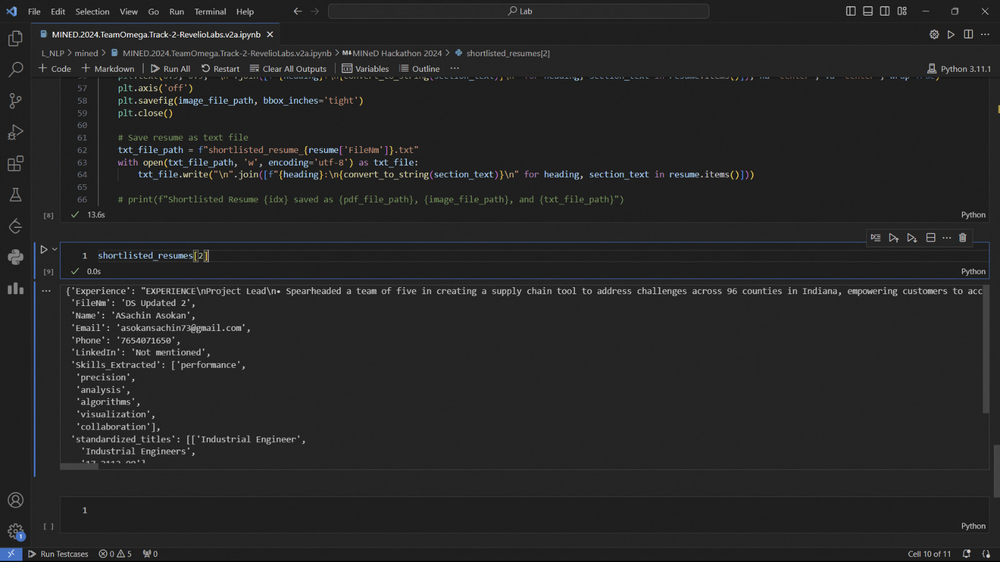 File Edit Selection View Go Run Terminal Help
Lab
MINED.2024.TeamOmega.Track-2-RevelioLabs.v2a.ipynb
L_NLP > mined > MINED.2024.TeamOmega.Track-2-RevelioLabs.v2a.ipynb > M↓MINeD Hackathon 2024 > shortlisted_resumes[2]
+ Code + Markdown | Run All Restart Clear All Outputs | Variables Outline ···
Python 3.11.1
57 plt.axis('off')
58 plt.savefig(image_file_path, bbox_inches='tight')
59 plt.close()
60
61 # Save resume as text file
62 txt_file_path = f"shortlisted_resume_{resume['FileNm']}.txt"
63 with open(txt_file_path, 'w', encoding='utf-8') as txt_file:
64 txt_file.write("\n".join([f"{heading}:\n{convert_to_string(section_text)}\n" for heading, section_text in resume.items()]))
65
66 # print(f"Shortlisted Resume {idx} saved as {pdf_file_path}, {image_file_path}, and {txt_file_path}")
[8] 13.6s Python
1 shortlisted_resumes[2]
[9] 0.0s Python
{'Experience': "EXPERIENCE\nProject Lead\n• Spearheaded a team of five in creating a supply chain tool to address challenges across 96 counties in Indiana, empowering customers to acc
'FileNm': 'DS Updated 2',
'Name': 'ASachin Asokan',
'Email': 'asokansachin73@gmail.com',
'Phone': '7654071650',
'LinkedIn': 'Not mentioned',
'Skills_Extracted': ['performance',
'precision',
'analysis',
'algorithms',
'visualization',
'collaboration'],
'standardized_titles': [['Industrial Engineer',
'Industrial Engineers',
1
[ ] Python
1
Run Testcases 0 5 0
Cell 10 of 11